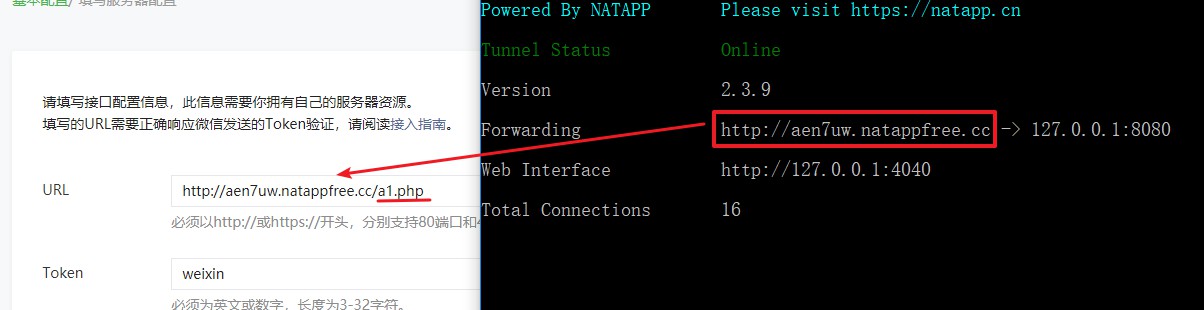 基本配置/ 填写服务器配置
请填写接口配置信息，此信息需要你拥有自己的服务器资源。
填写的URL需要正确响应微信发送的Token验证，请阅读接入指南。
URL
http://aen7uw.natappfree.cc/a1.php
必须以http://或https://开头，分别支持80端口和4
Token
weixin
必须为英文或数字，长度为3-32字符。
Powered By NATAPP Please visit https://natapp.cn
Tunnel Status Online
Version 2.3.9
Forwarding http://aen7uw.natappfree.cc -> 127.0.0.1:8080
Web Interface http://127.0.0.1:4040
Total Connections 16